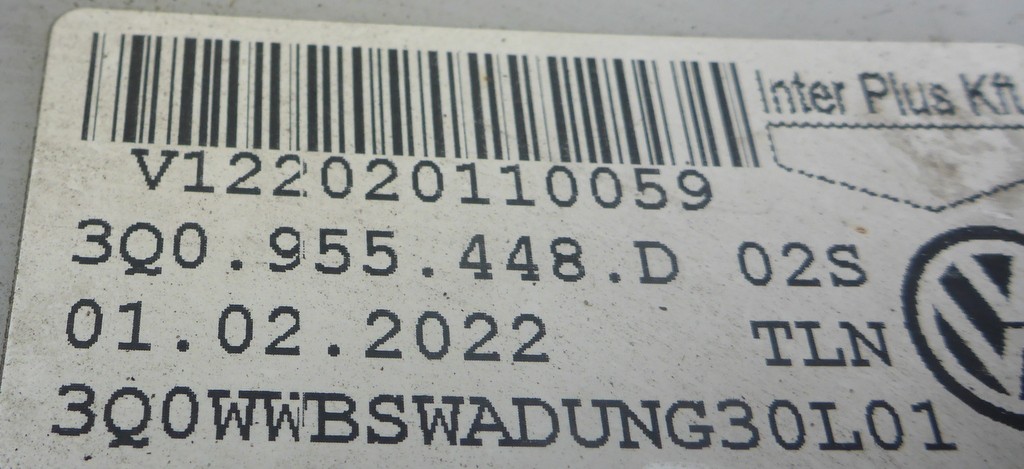 Inter Plus Kft
V122020110059
3Q0.955.448.D 02S
01.02.2022 TLN
3Q0WWBSWADUNG30L01